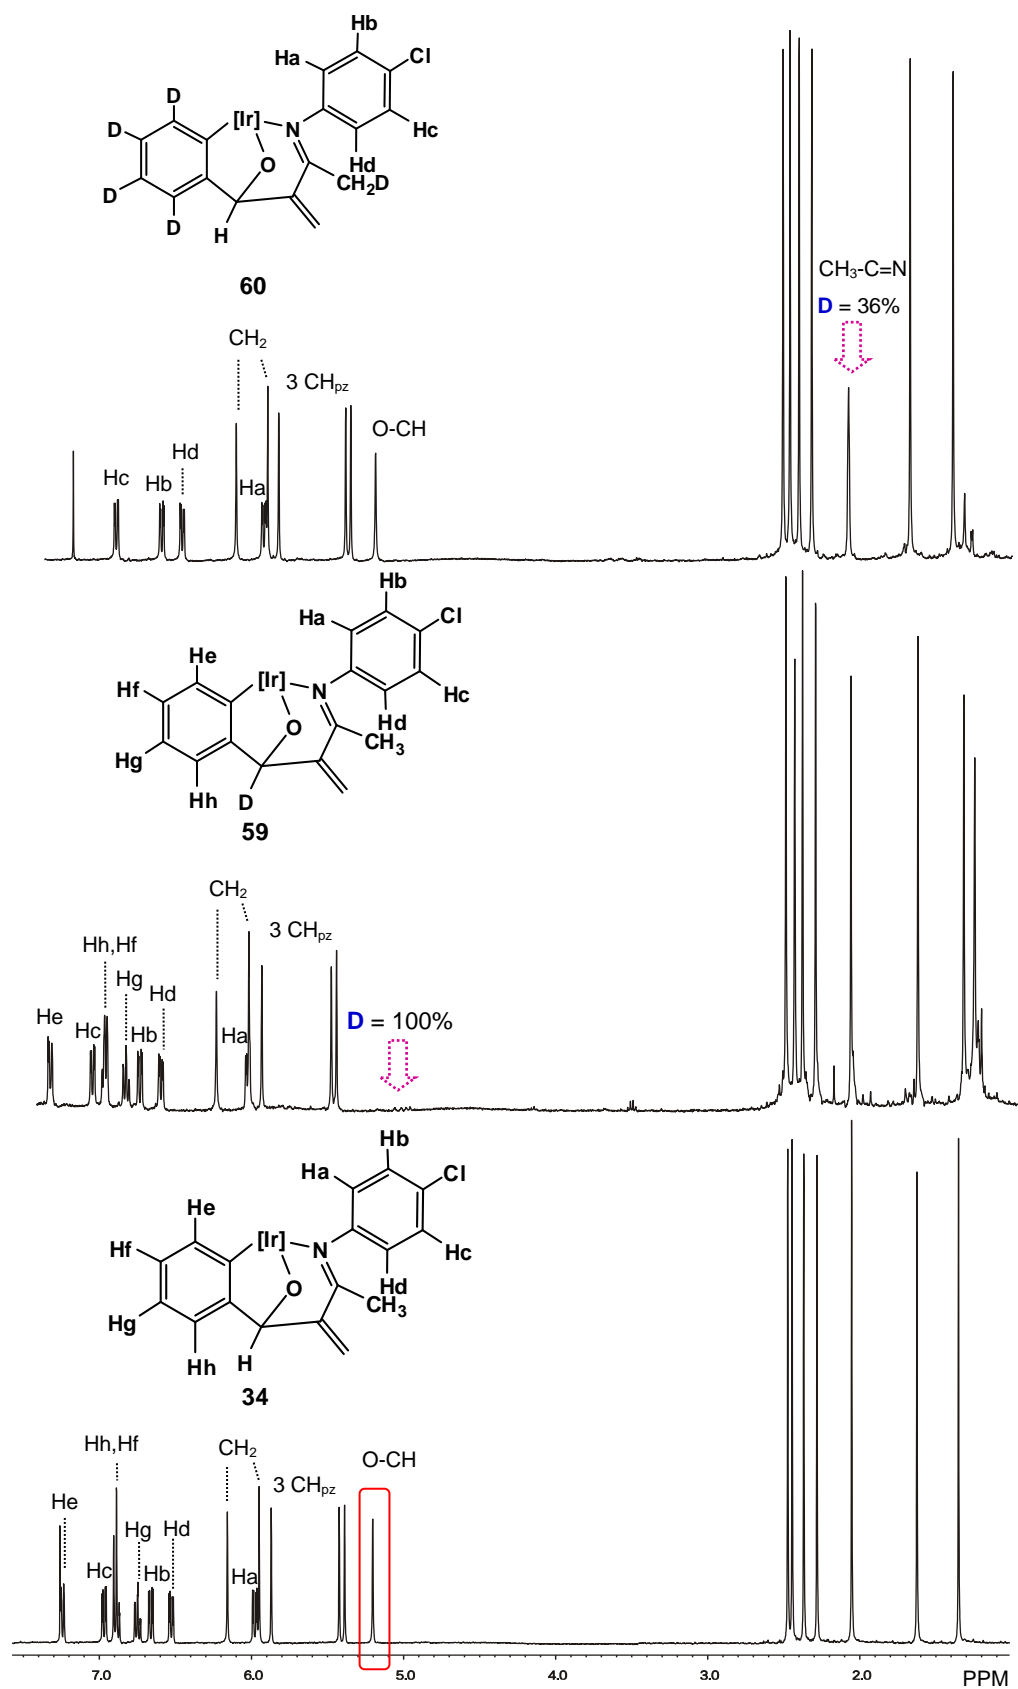 Hb
Ha
Cl
D
[Ir]
N
D
O
Hc
Hd
D
CH₂D
D
H
60
CH₃-C=N
D = 36%
CH₂
3 CHpz
O-CH
Hd
Hc
Hb
Ha
Hb
Ha
Cl
He
Hf
[Ir]
N
Hc
O
Hd
Hg
CH₃
Hh
D
59
CH₂
3 CHpz
Hh,Hf
Hg
Hd
D = 100%
He
Hc
Hb
Ha
Hb
Ha
Cl
He
Hf
[Ir]
N
Hc
O
Hd
Hg
CH₃
Hh
H
34
Hh,Hf
CH₂
O-CH
3 CHpz
He
Hg
Hd
Hc
Hb
Ha
7.0 6.0 5.0 4.0 3.0 2.0 PPM